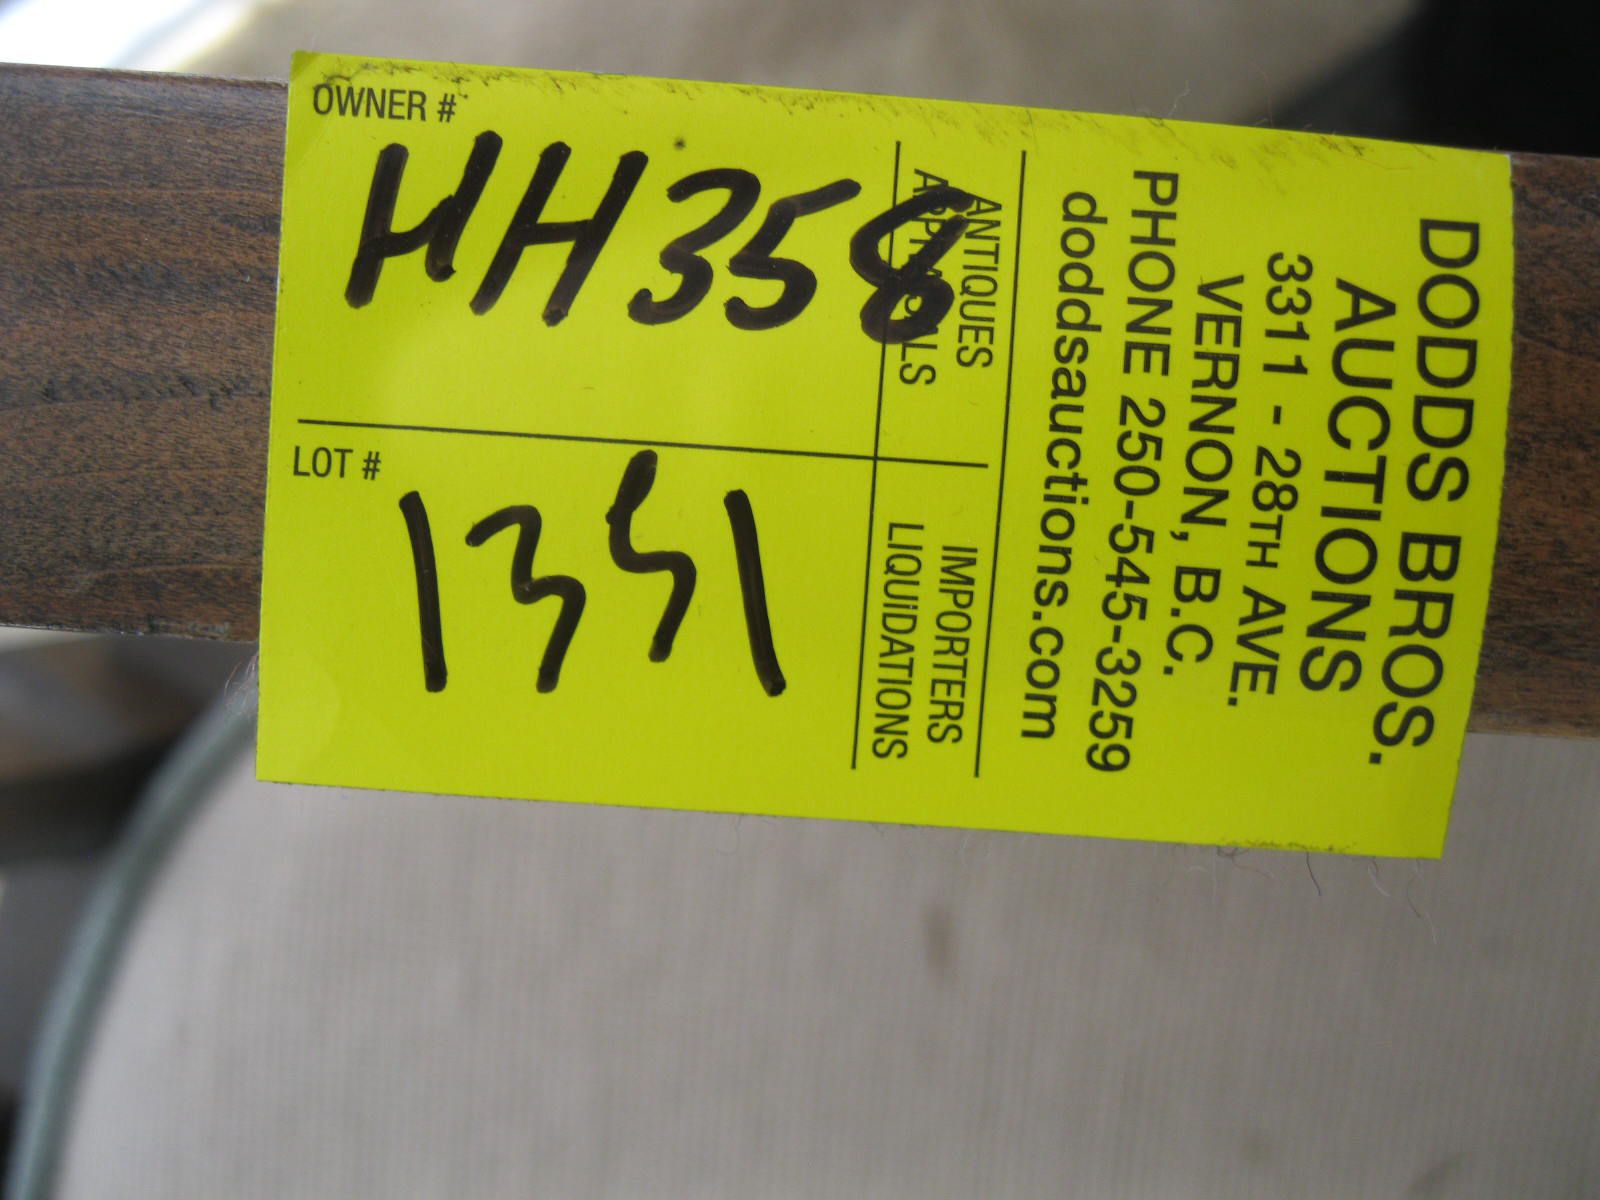 DODDS BROS.
AUCTIONS
3311 - 28TH AVE.
VERNON, B.C.
PHONE 250-545-3259
doddsauctions.com
ANTIQUES
APPRAISALS
IMPORTERS
LIQUIDATIONS
OWNER #
HH358
LOT #